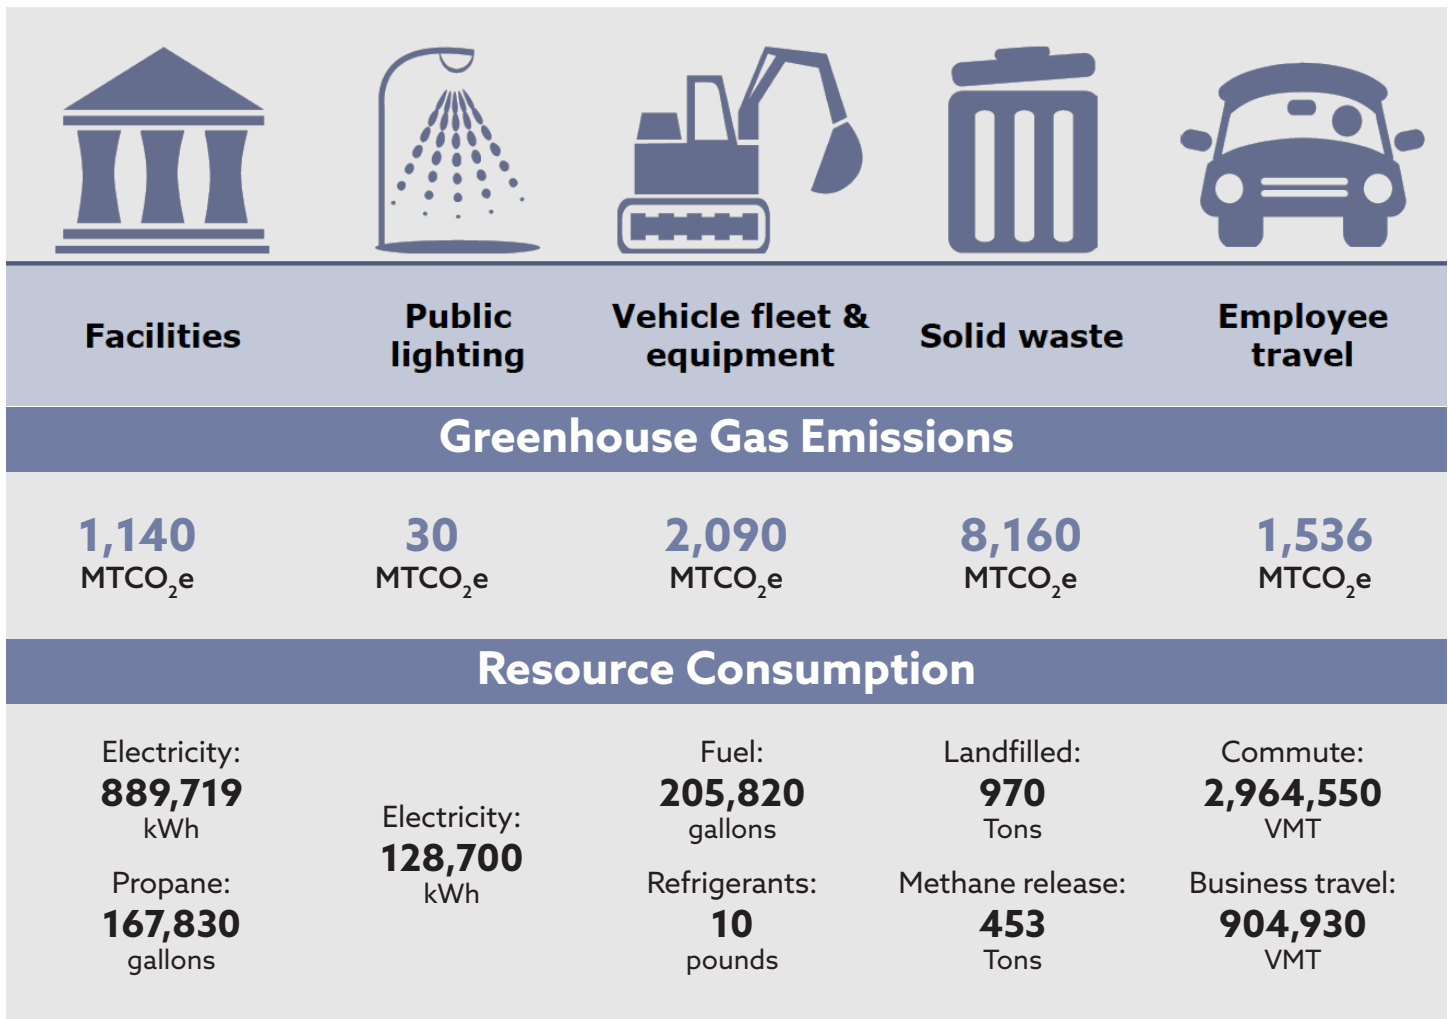 Facilities
Public
lighting
Vehicle fleet &
equipment
Solid waste
Employee
travel
Greenhouse Gas Emissions
1,140
MTCO₂e
30
MTCO₂e
2,090
MTCO₂e
8,160
MTCO₂e
1,536
MTCO₂e
Resource Consumption
Electricity:
889,719
kWh
Propane:
167,830
gallons
Electricity:
128,700
kWh
Fuel:
205,820
gallons
Refrigerants:
10
pounds
Landfilled:
970
Tons
Methane release:
453
Tons
Commute:
2,964,550
VMT
Business travel:
904,930
VMT